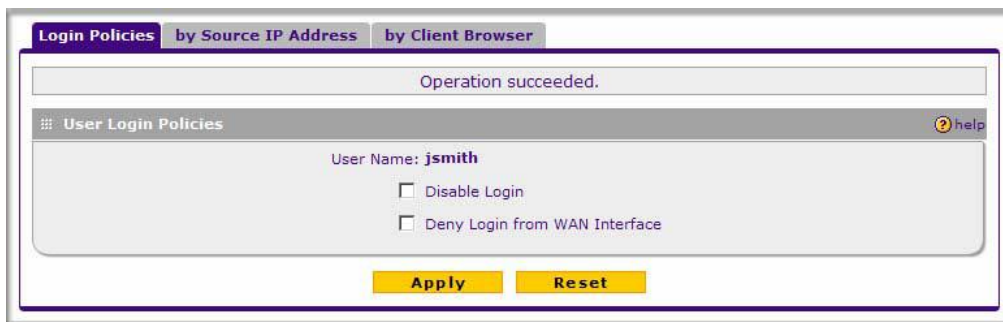 Login Policies by Source IP Address by Client Browser
Operation succeeded.
User Login Policies ? help
User Name: jsmith
Disable Login
Deny Login from WAN Interface
Apply Reset